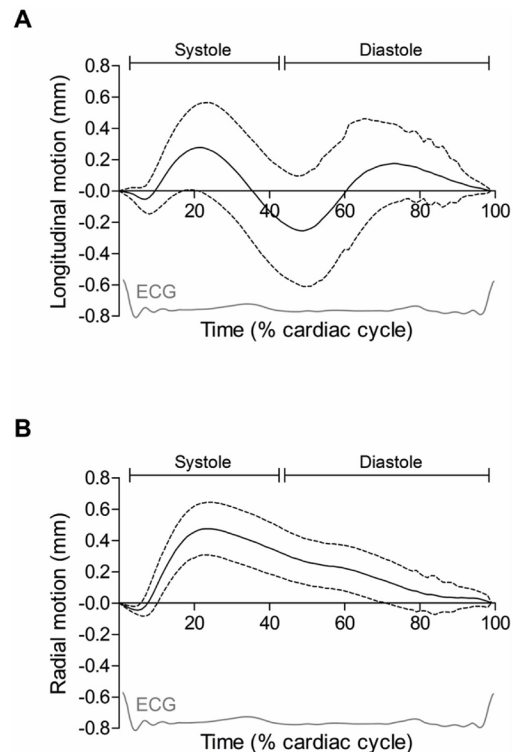 A
Systole Diastole
Longitudinal motion (mm)
0.8
0.6
0.4
0.2
-0.0
-0.2
-0.4
-0.6
-0.8
20 40 60 80 100
ECG
Time (% cardiac cycle)
B
Systole Diastole
Radial motion (mm)
0.8
0.6
0.4
0.2
-0.0
-0.2
-0.4
-0.6
-0.8
20 40 60 80 100
ECG
Time (% cardiac cycle)